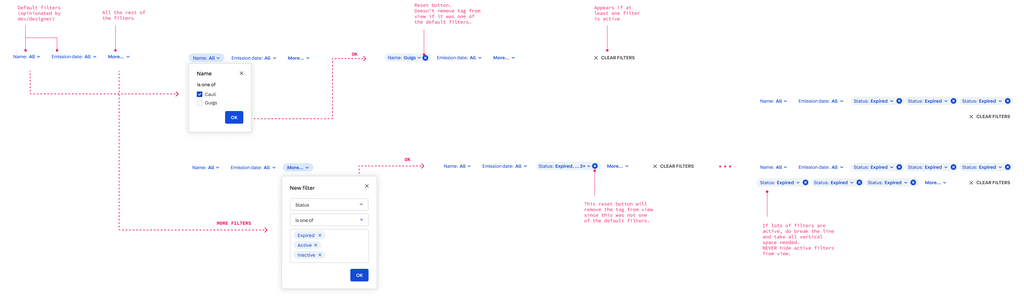 Default filters
(opinionated by
dev/designer)
All the rest of
the filters
Reset button.
Doesn't remove tag from
view if it was one of
the default filters.
Appears if at
least one filter
is active
Name: All
Emission date: All
More...
Name: All
Emission date: All
More...
OK
Name: Guigs
Emission date: All
More...
CLEAR FILTERS
Name
Is one of
Cauli
Guigs
OK
Name: All
Emission date: All
Status: Expired
Status: Expired
Status: Expired
CLEAR FILTERS
Name: All
Emission date: All
More...
OK
Name: All
Emission date: All
Status: Expired, ... 3+
More...
CLEAR FILTERS
Name: All
Emission date: All
Status: Expired
Status: Expired
Status: Expired
Status: Expired
Status: Expired
Status: Expired
More...
CLEAR FILTERS
New filter
Status
Is one of
Expired
Active
Inactive
OK
MORE FILTERS
This reset button will
remove the tag from view
since this was not one
of the default filters.
If lots of filters are
active, do break the line
and take all vertical
space needed.
NEVER hide active filters
from view.